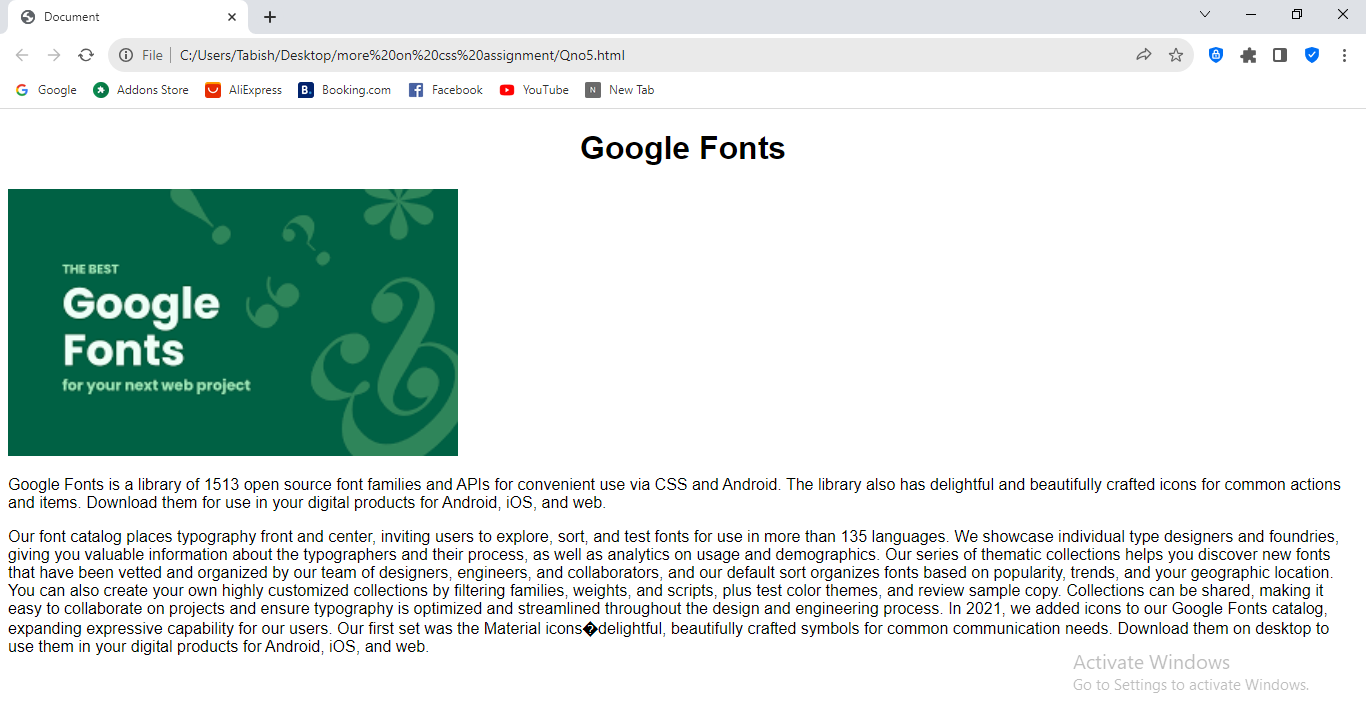 Document
File
C:/Users/Tabish/Desktop/more%20on%20css%20assignment/Qno5.html
Google
Addons Store
AliExpress
B. Booking.com
Facebook
YouTube
N New Tab
Google Fonts
THE BEST
Google
Fonts
for your next web project
Google Fonts is a library of 1513 open source font families and APIs for convenient use via CSS and Android. The library also has delightful and beautifully crafted icons for common actions
and items. Download them for use in your digital products for Android, iOS, and web.
Our font catalog places typography front and center, inviting users to explore, sort, and test fonts for use in more than 135 languages. We showcase individual type designers and foundries,
giving you valuable information about the typographers and their process, as well as analytics on usage and demographics. Our series of thematic collections helps you discover new fonts
that have been vetted and organized by our team of designers, engineers, and collaborators, and our default sort organizes fonts based on popularity, trends, and your geographic location.
You can also create your own highly customized collections by filtering families, weights, and scripts, plus test color themes, and review sample copy. Collections can be shared, making it
easy to collaborate on projects and ensure typography is optimized and streamlined throughout the design and engineering process. In 2021, we added icons to our Google Fonts catalog,
expanding expressive capability for our users. Our first set was the Material icons�delightful, beautifully crafted symbols for common communication needs. Download them on desktop to
use them in your digital products for Android, iOS, and web.
Activate Windows
Go to Settings to activate Windows.